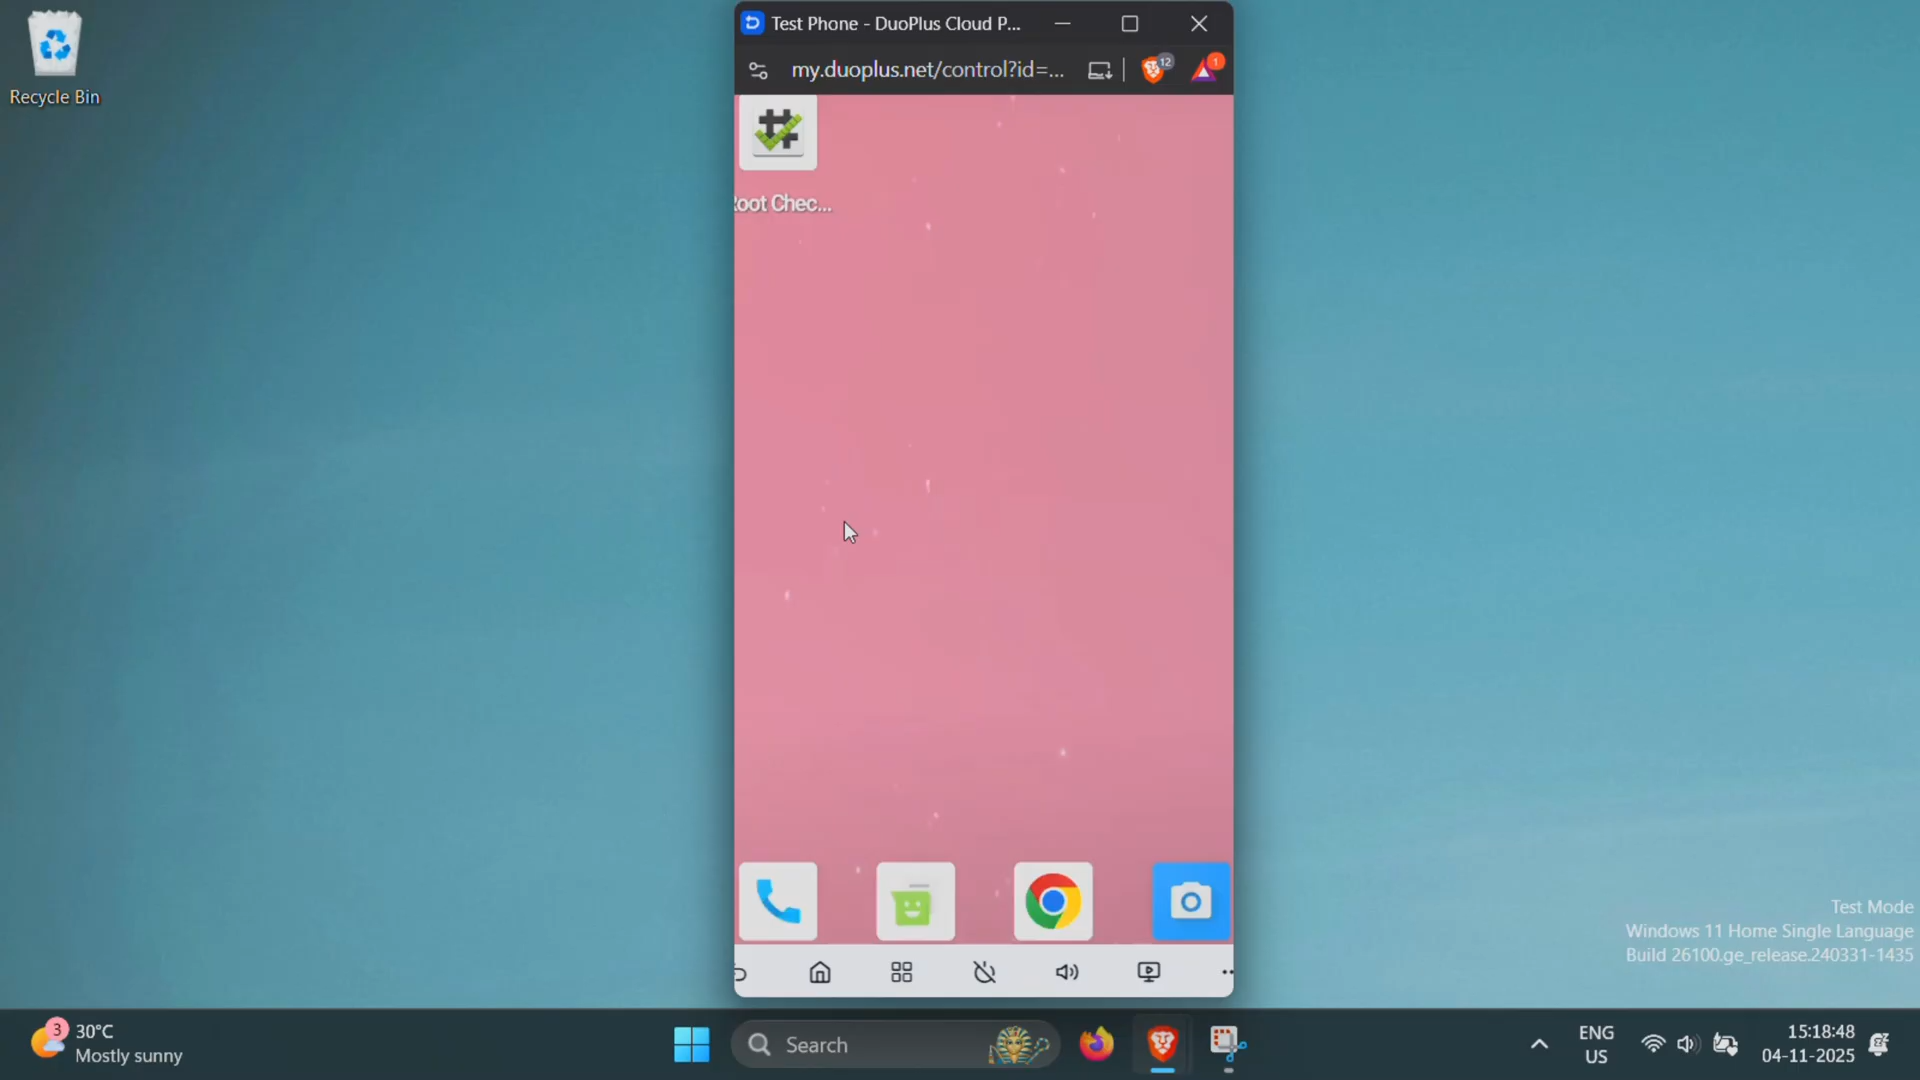 Recycle Bin
Test Phone - DuoPlus Cloud P...
my.duoplus.net/control?id=...
12
1
Root Chec...
Test Mode
Windows 11 Home Single Language
Build 26100.ge_release.240331-1435
3
30°C
Mostly sunny
Search
ENG
US
15:18:48
04-11-2025